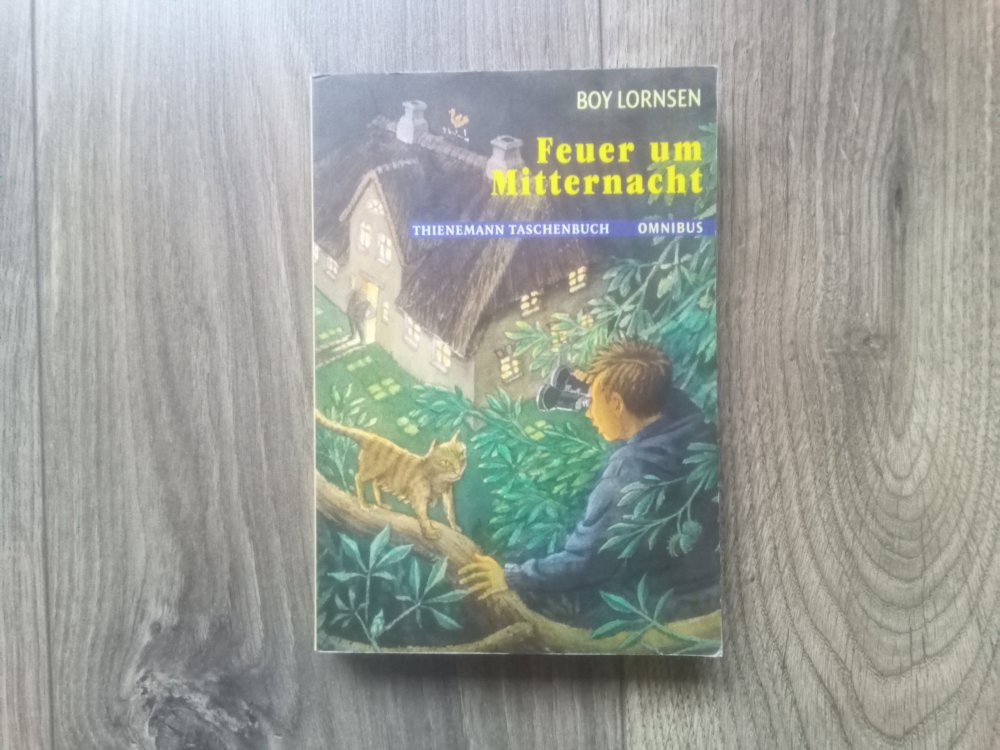 BOY LORNSEN
Feuer um
Mitternacht
THIENEMANN TASCHENBUCH OMNIBUS